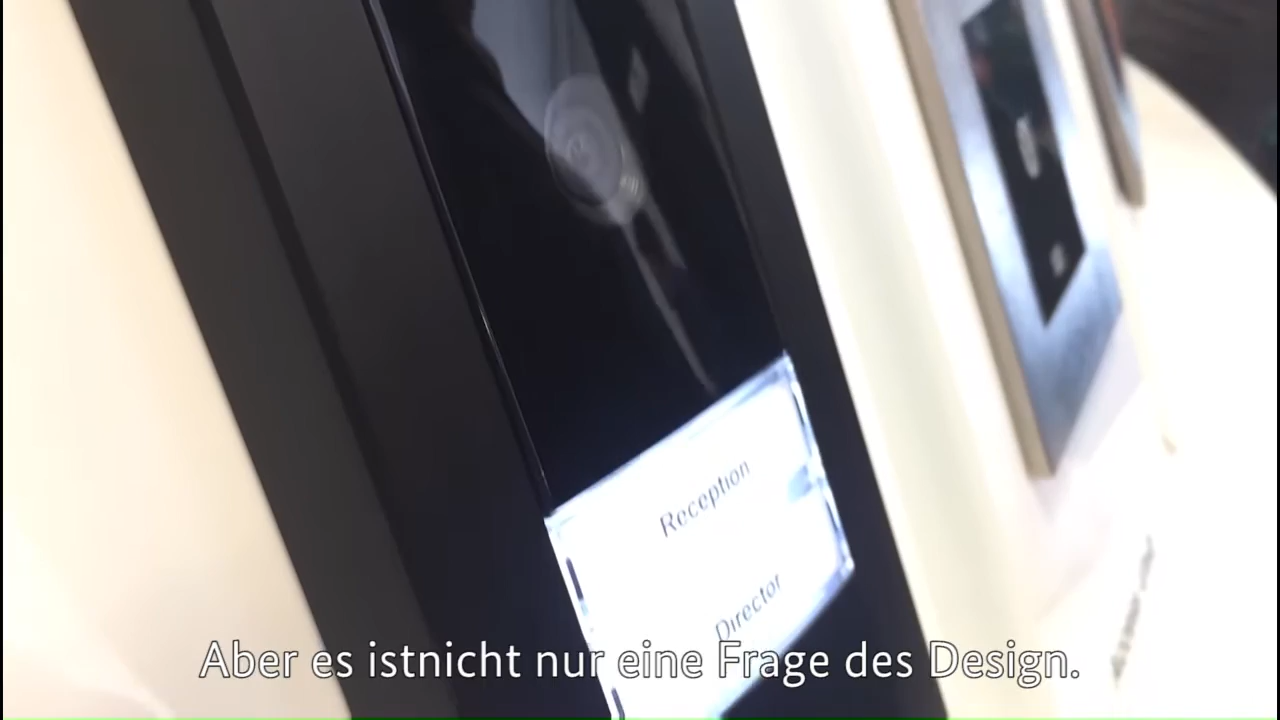 Reception
Director
Aber es istnicht nur eine Frage des Design.